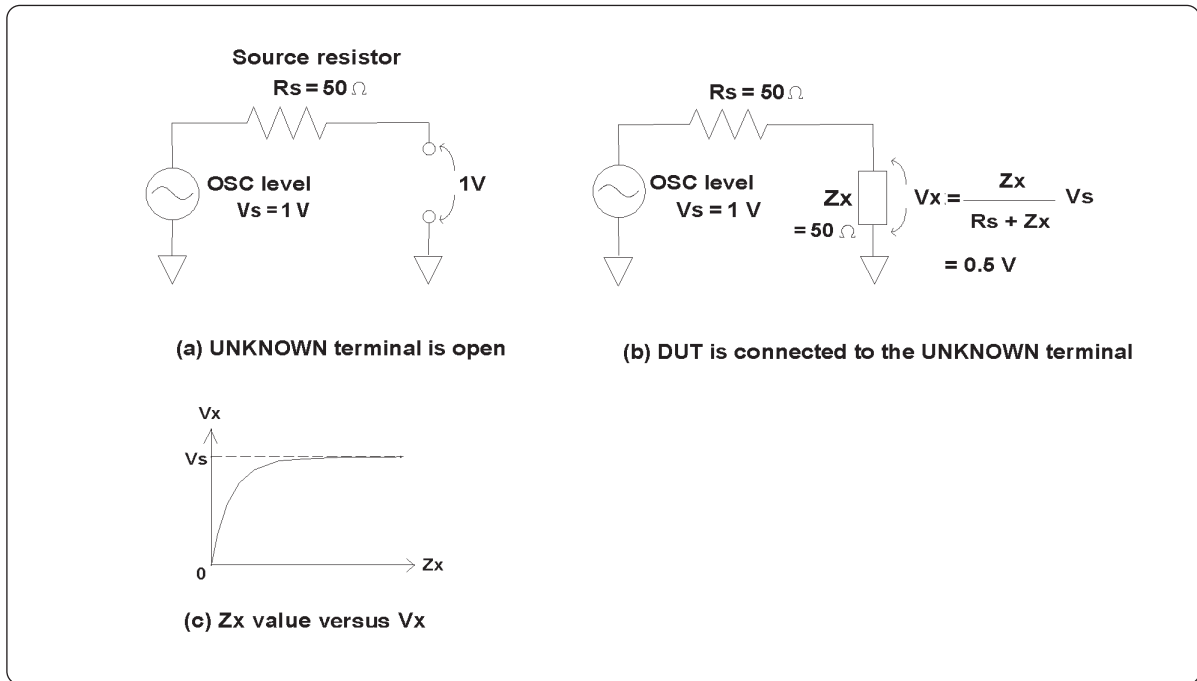 Source resistor
Rs = 50 Ω
OSC level
Vs = 1 V
1V
(a) UNKNOWN terminal is open
Rs = 50 Ω
OSC level
Vs = 1 V
Zx
= 50 Ω
Vx = Zx / Rs + Zx Vs
= 0.5 V
(b) DUT is connected to the UNKNOWN terminal
Vx
Vs
0
Zx
(c) Zx value versus Vx